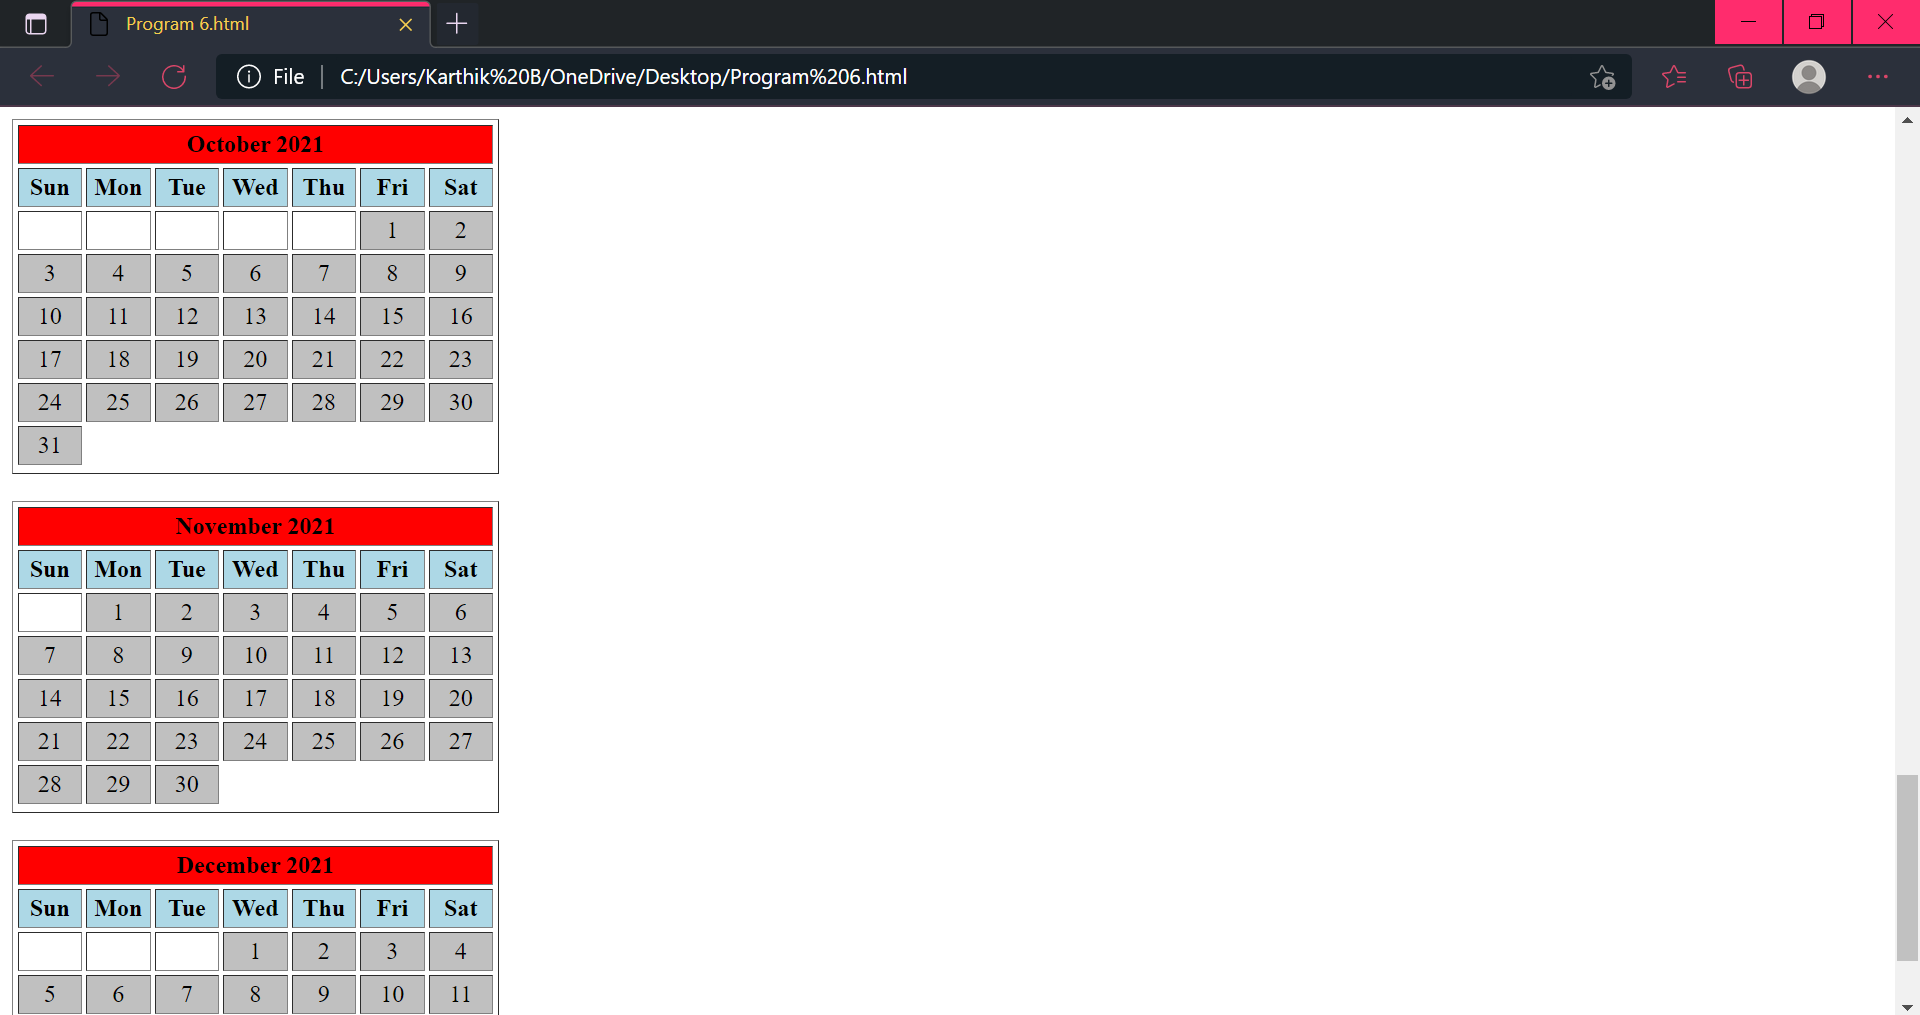 Program 6.html
File C:/Users/Karthik%20B/OneDrive/Desktop/Program%206.html
October 2021
Sun Mon Tue Wed Thu Fri Sat
1 2
3 4 5 6 7 8 9
10 11 12 13 14 15 16
17 18 19 20 21 22 23
24 25 26 27 28 29 30
31
November 2021
Sun Mon Tue Wed Thu Fri Sat
1 2 3 4 5 6
7 8 9 10 11 12 13
14 15 16 17 18 19 20
21 22 23 24 25 26 27
28 29 30
December 2021
Sun Mon Tue Wed Thu Fri Sat
1 2 3 4
5 6 7 8 9 10 11